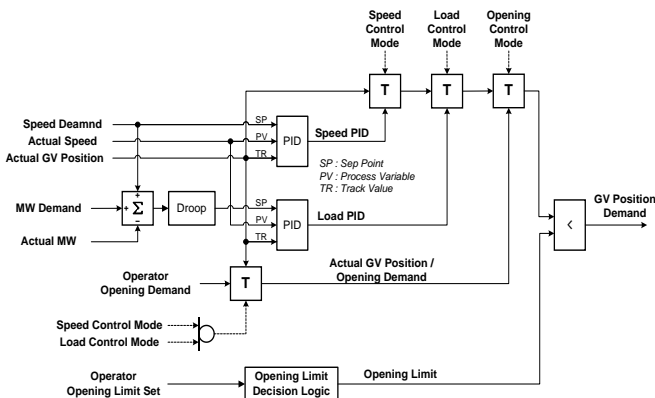 Speed
Control
Mode
Load
Control
Mode
Opening
Control
Mode
T
T
T
Speed Deamnd
Actual Speed
Actual GV Position
SP
PV
TR
PID
Speed PID
SP : Sep Point
PV : Process Variable
TR : Track Value
MW Demand
Actual MW
+
+
Σ
−
Droop
SP
PV
TR
PID
Load PID
<
GV Position
Demand
Operator
Opening Demand
T
Actual GV Position /
Opening Demand
Speed Control Mode
Load Control Mode
Operator
Opening Limit Set
Opening Limit
Decision Logic
Opening Limit